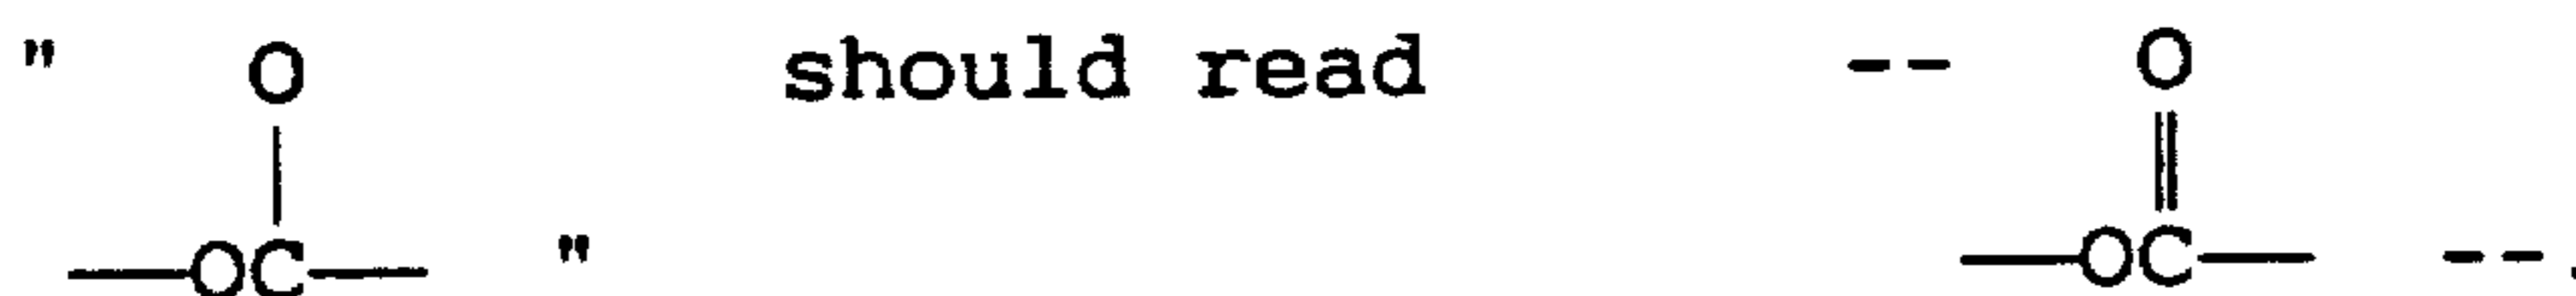 " O should read -- O
—OC— " —OC— --.